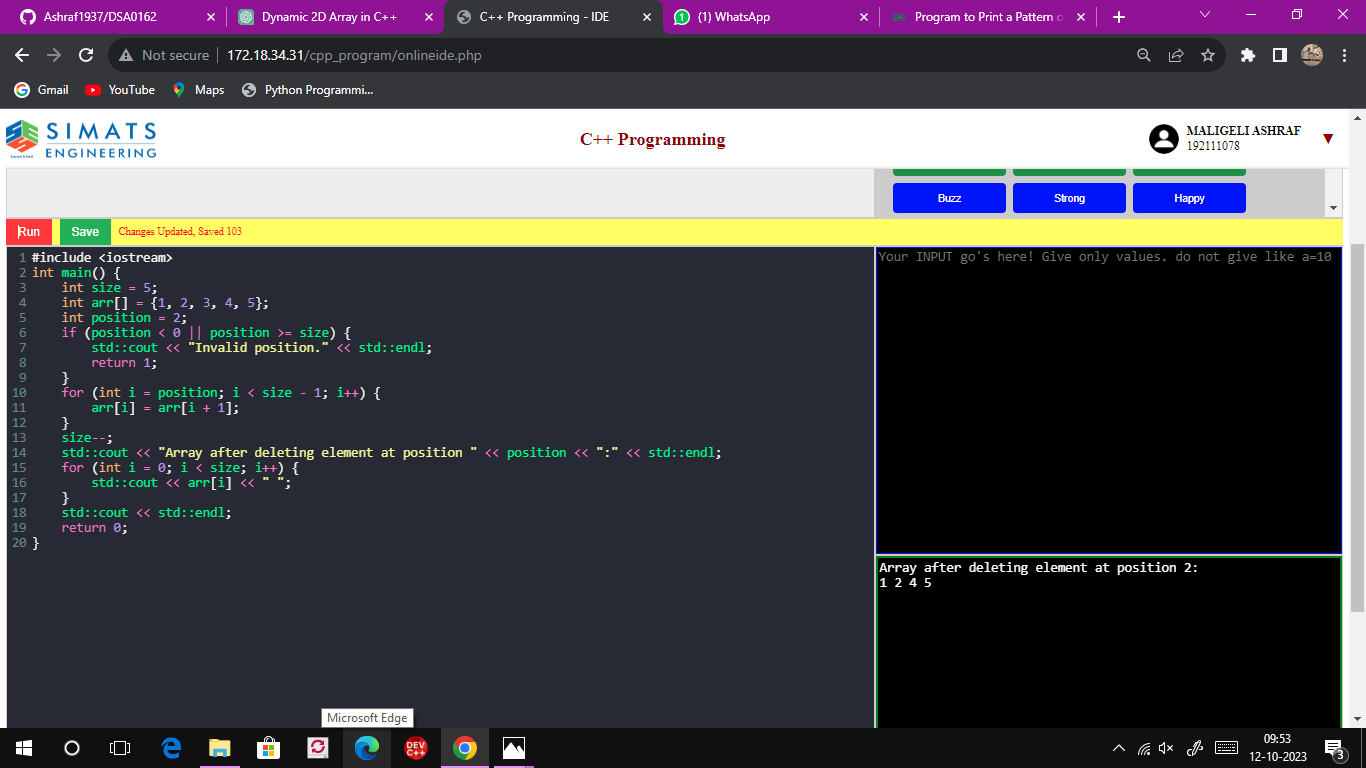 Ashraf1937/DSA0162
Dynamic 2D Array in C++
C++ Programming - IDE
(1) WhatsApp
Program to Print a Pattern o
Not secure
172.18.34.31/cpp_program/onlineide.php
Gmail
YouTube
Maps
Python Programmi...
SIMATS
ENGINEERING
C++ Programming
MALIGELI ASHRAF
192111078
Buzz
Strong
Happy
Run
Save
Changes Updated, Saved 103
1 #include <iostream>
2 int main() {
3     int size = 5;
4     int arr[] = {1, 2, 3, 4, 5};
5     int position = 2;
6     if (position < 0 || position >= size) {
7         std::cout << "Invalid position." << std::endl;
8         return 1;
9     }
10     for (int i = position; i < size - 1; i++) {
11         arr[i] = arr[i + 1];
12     }
13     size--;
14     std::cout << "Array after deleting element at position " << position << ":" << std::endl;
15     for (int i = 0; i < size; i++) {
16         std::cout << arr[i] << " ";
17     }
18     std::cout << std::endl;
19     return 0;
20 }
Your INPUT go's here! Give only values. do not give like a=10
Array after deleting element at position 2:
1 2 4 5
Microsoft Edge
DEV
C++
09:53
12-10-2023
3